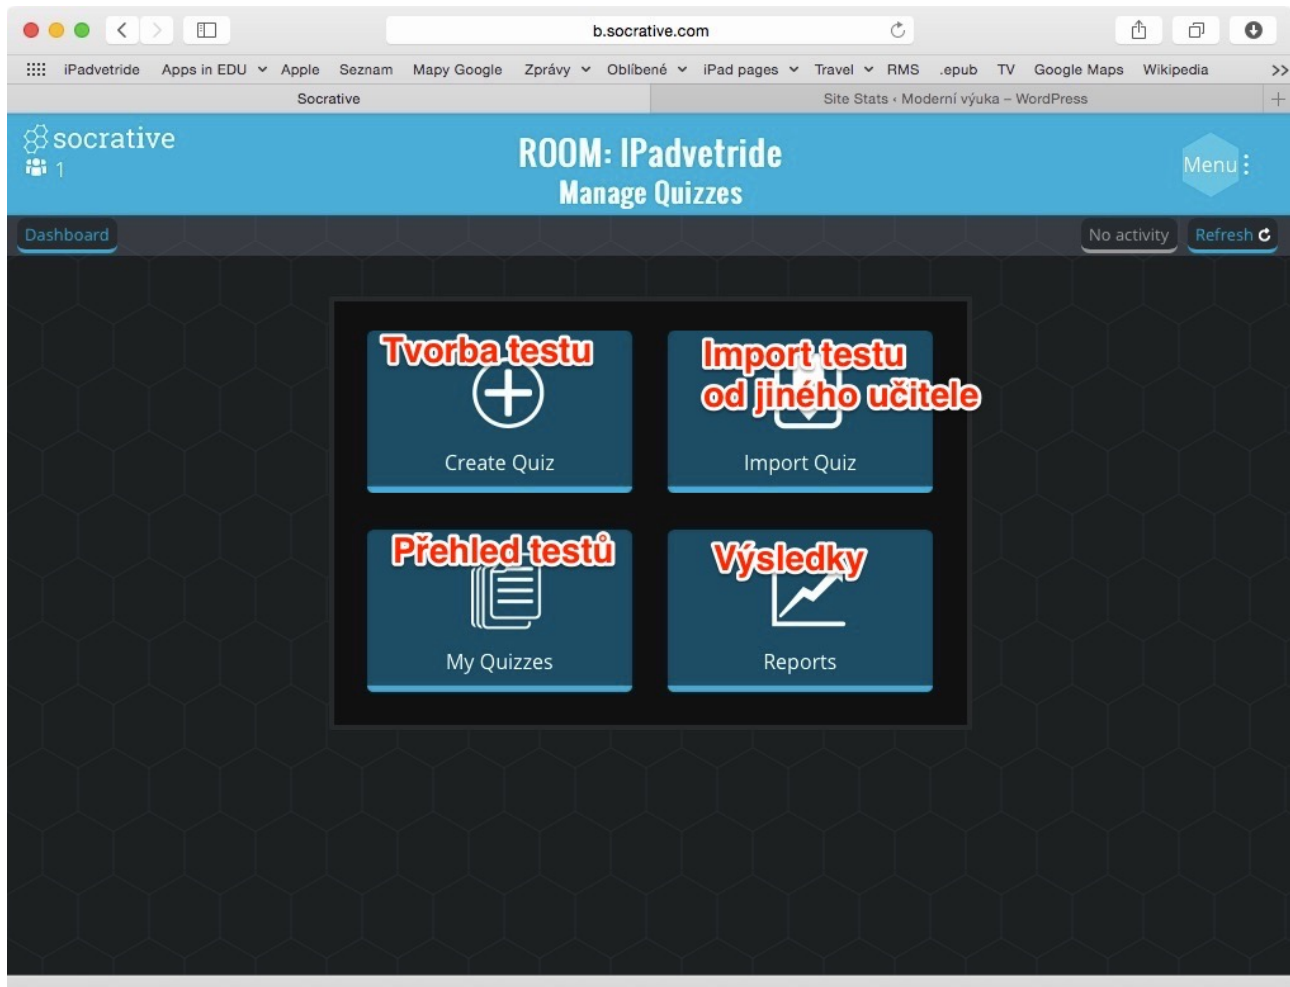 b.socrative.com
iPadvetride Apps in EDU Apple Seznam Mapy Google Zprávy Oblíbené iPad pages Travel RMS .epub TV Google Maps Wikipedia >>
Socrative Site Stats ‹ Moderní výuka – WordPress +
socrative
1
ROOM: IPadvetride
Manage Quizzes
Menu
Dashboard No activity Refresh
Tvorba testu
Create Quiz
Import testu
od jiného učitele
Import Quiz
Přehled testů
My Quizzes
Výsledky
Reports